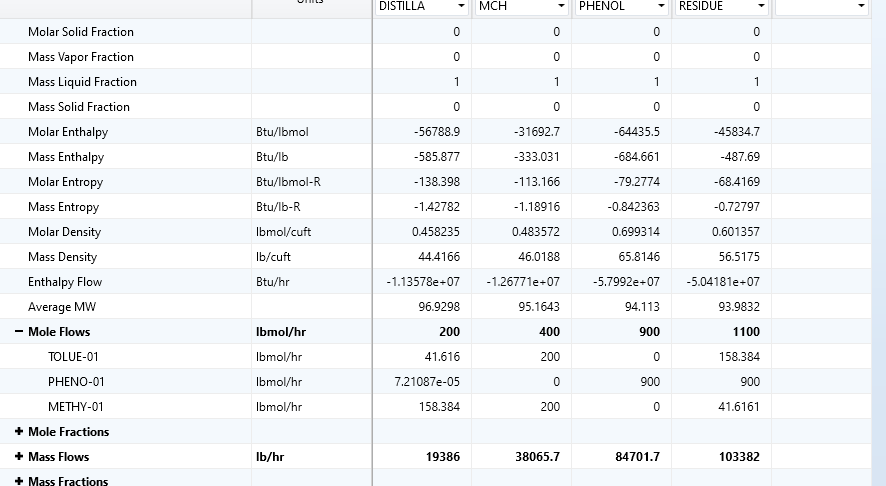 Units DISTILLA MCH PHENOL RESIDUE
Molar Solid Fraction 0 0 0 0
Mass Vapor Fraction 0 0 0 0
Mass Liquid Fraction 1 1 1 1
Mass Solid Fraction 0 0 0 0
Molar Enthalpy Btu/lbmol -56788.9 -31692.7 -64435.5 -45834.7
Mass Enthalpy Btu/lb -585.877 -333.031 -684.661 -487.69
Molar Entropy Btu/lbmol-R -138.398 -113.166 -79.2774 -68.4169
Mass Entropy Btu/lb-R -1.42782 -1.18916 -0.842363 -0.72797
Molar Density lbmol/cuft 0.458235 0.483572 0.699314 0.601357
Mass Density lb/cuft 44.4166 46.0188 65.8146 56.5175
Enthalpy Flow Btu/hr -1.13578e+07 -1.26771e+07 -5.7992e+07 -5.04181e+07
Average MW 96.9298 95.1643 94.113 93.9832
− Mole Flows lbmol/hr 200 400 900 1100
TOLUE-01 lbmol/hr 41.616 200 0 158.384
PHENO-01 lbmol/hr 7.21087e-05 0 900 900
METHY-01 lbmol/hr 158.384 200 0 41.6161
+ Mole Fractions
+ Mass Flows lb/hr 19386 38065.7 84701.7 103382
+ Mass Fractions